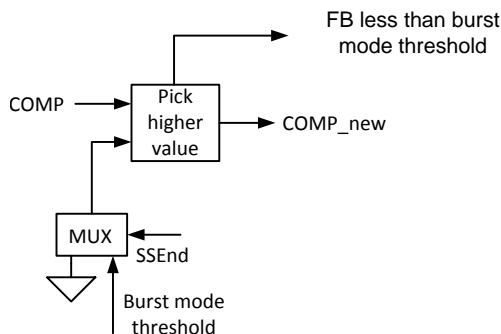 FB less than burst
mode threshold
COMP
Pick
higher
value
COMP_new
MUX
SSEnd
Burst mode
threshold